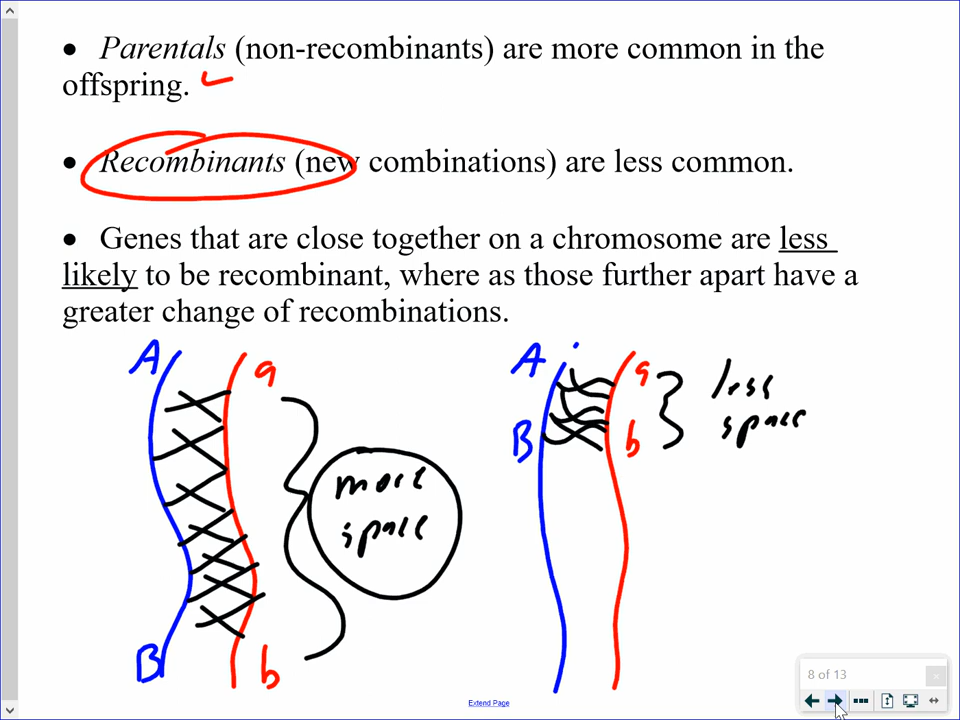 • Parentals (non-recombinants) are more common in the
offspring.
• Recombinants (new combinations) are less common.
• Genes that are close together on a chromosome are less
likely to be recombinant, where as those further apart have a
greater change of recombinations.
A a
A a
less
space
B b
more
space
B b
8 of 13
Extend Page